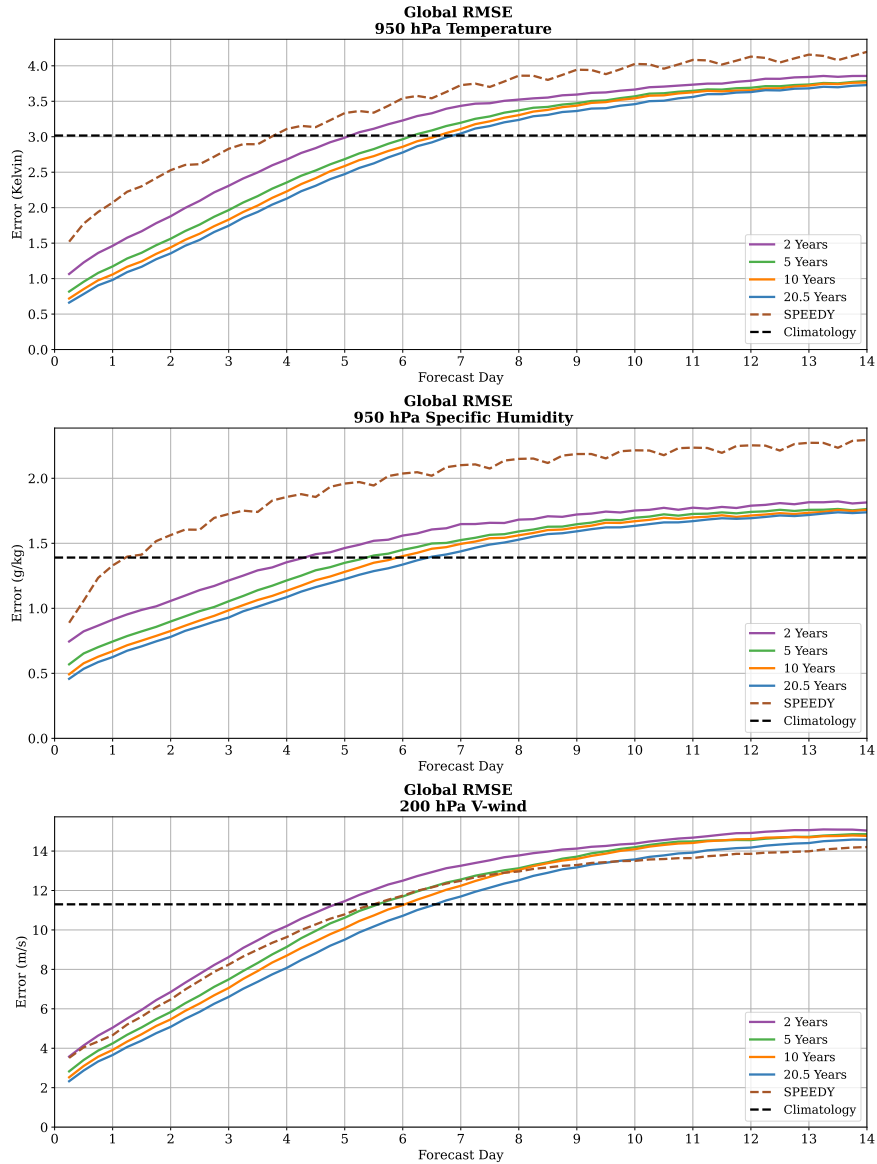 Global RMSE
950 hPa Temperature
Error (Kelvin)
4.0
3.5
3.0
2.5
2.0
1.5
1.0
0.5
0.0
2 Years
5 Years
10 Years
20.5 Years
SPEEDY
Climatology
0 1 2 3 4 5 6 7 8 9 10 11 12 13 14
Forecast Day
Global RMSE
950 hPa Specific Humidity
Error (g/kg)
2.0
1.5
1.0
0.5
0.0
2 Years
5 Years
10 Years
20.5 Years
SPEEDY
Climatology
0 1 2 3 4 5 6 7 8 9 10 11 12 13 14
Forecast Day
Global RMSE
200 hPa V-wind
Error (m/s)
14
12
10
8
6
4
2
0
2 Years
5 Years
10 Years
20.5 Years
SPEEDY
Climatology
0 1 2 3 4 5 6 7 8 9 10 11 12 13 14
Forecast Day